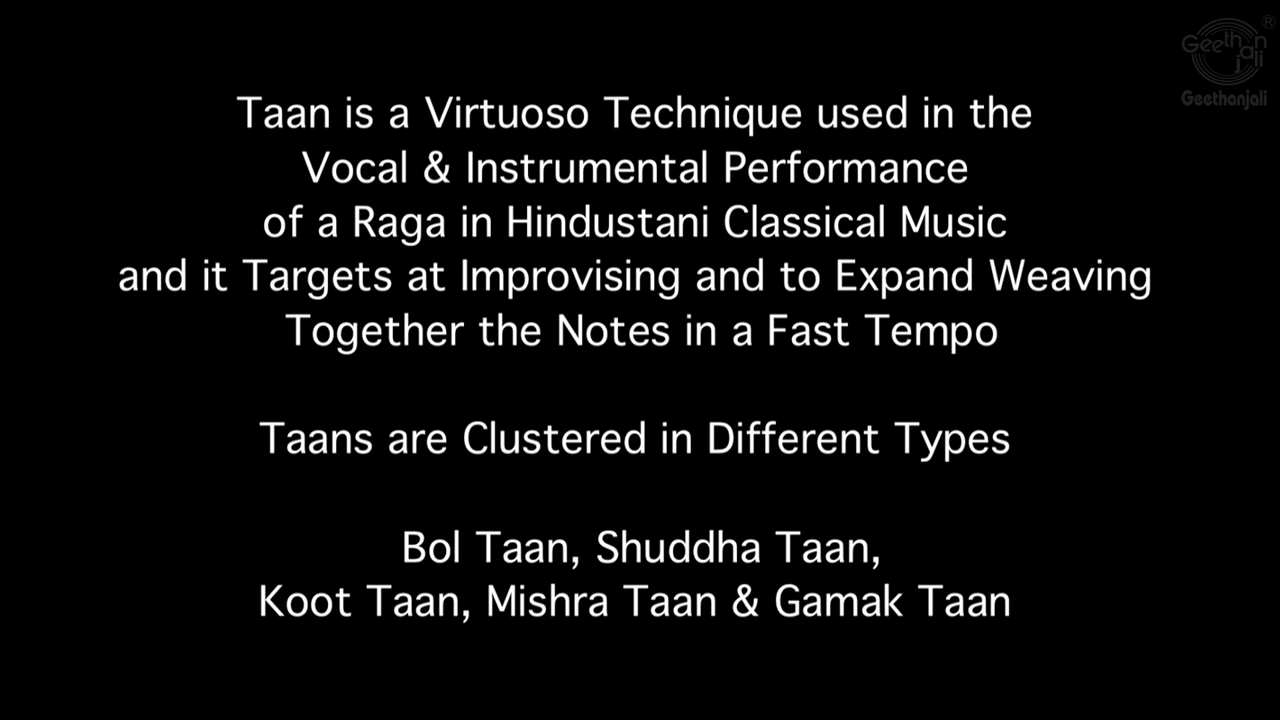 Geethanjali ®
Geethanjali
Taan is a Virtuoso Technique used in the
Vocal & Instrumental Performance
of a Raga in Hindustani Classical Music
and it Targets at Improvising and to Expand Weaving
Together the Notes in a Fast Tempo
Taans are Clustered in Different Types
Bol Taan, Shuddha Taan,
Koot Taan, Mishra Taan & Gamak Taan